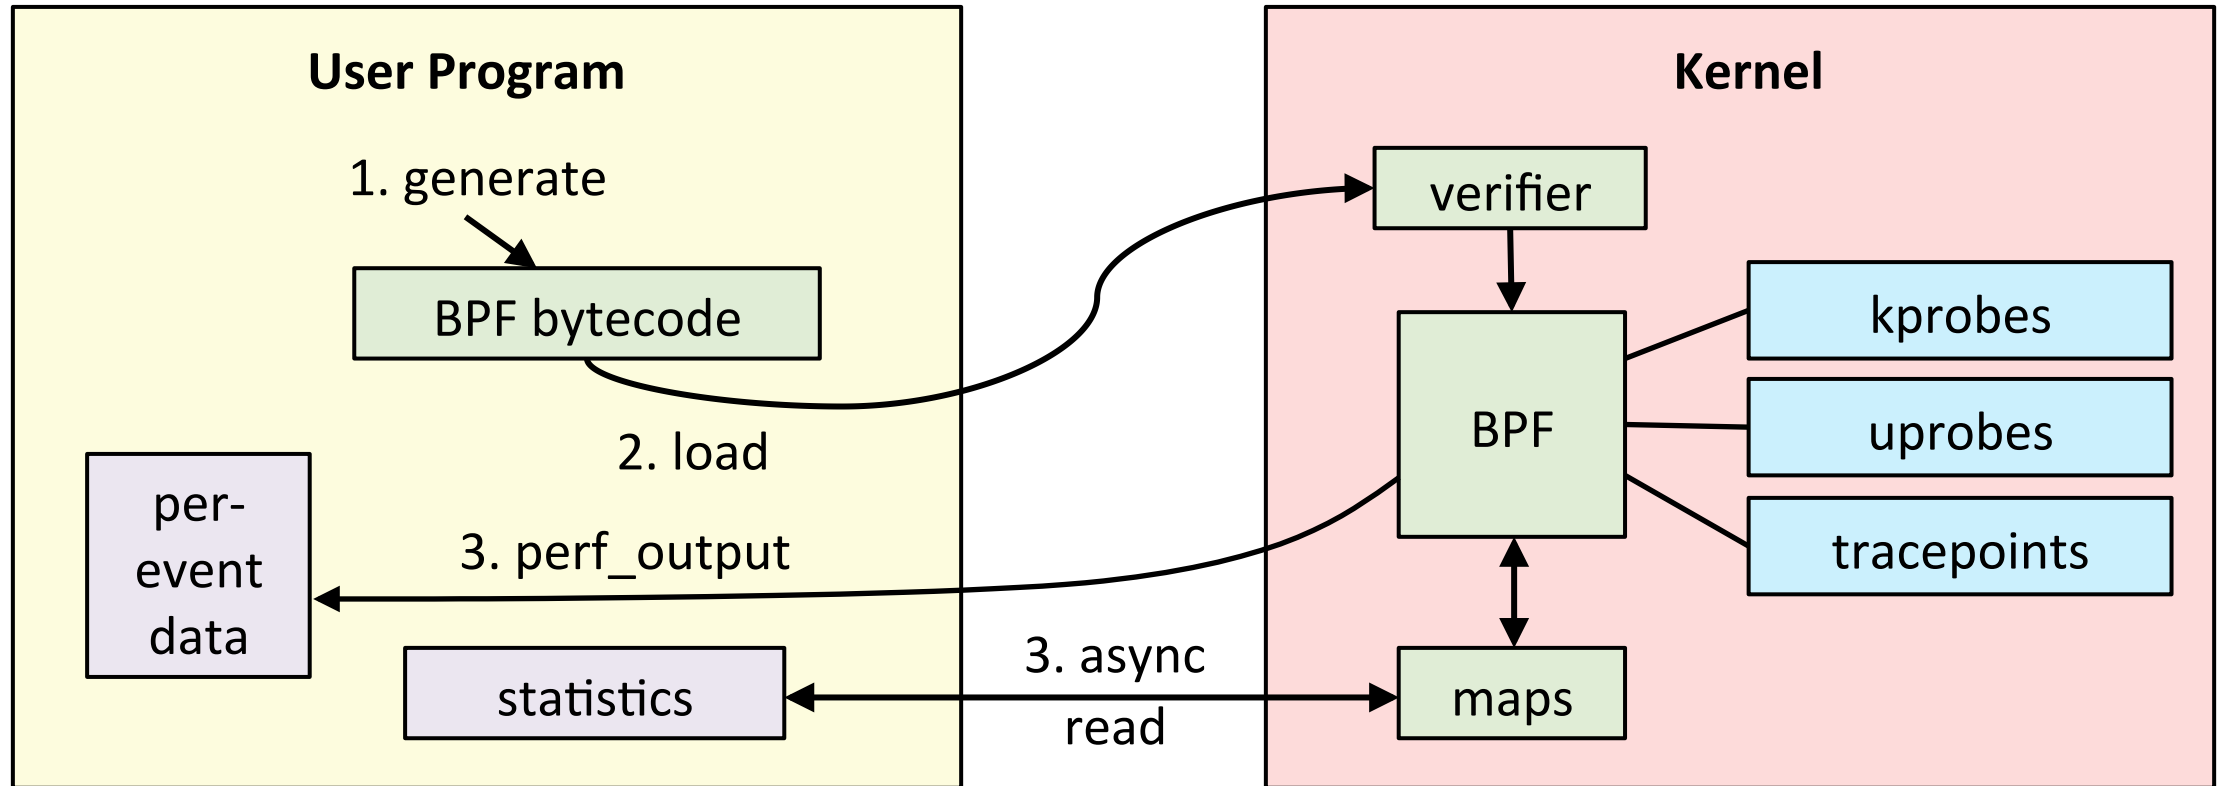 User Program
1. generate
BPF bytecode
2. load
per-
event
data
3. perf_output
statistics
3. async
read
Kernel
verifier
BPF
kprobes
uprobes
tracepoints
maps